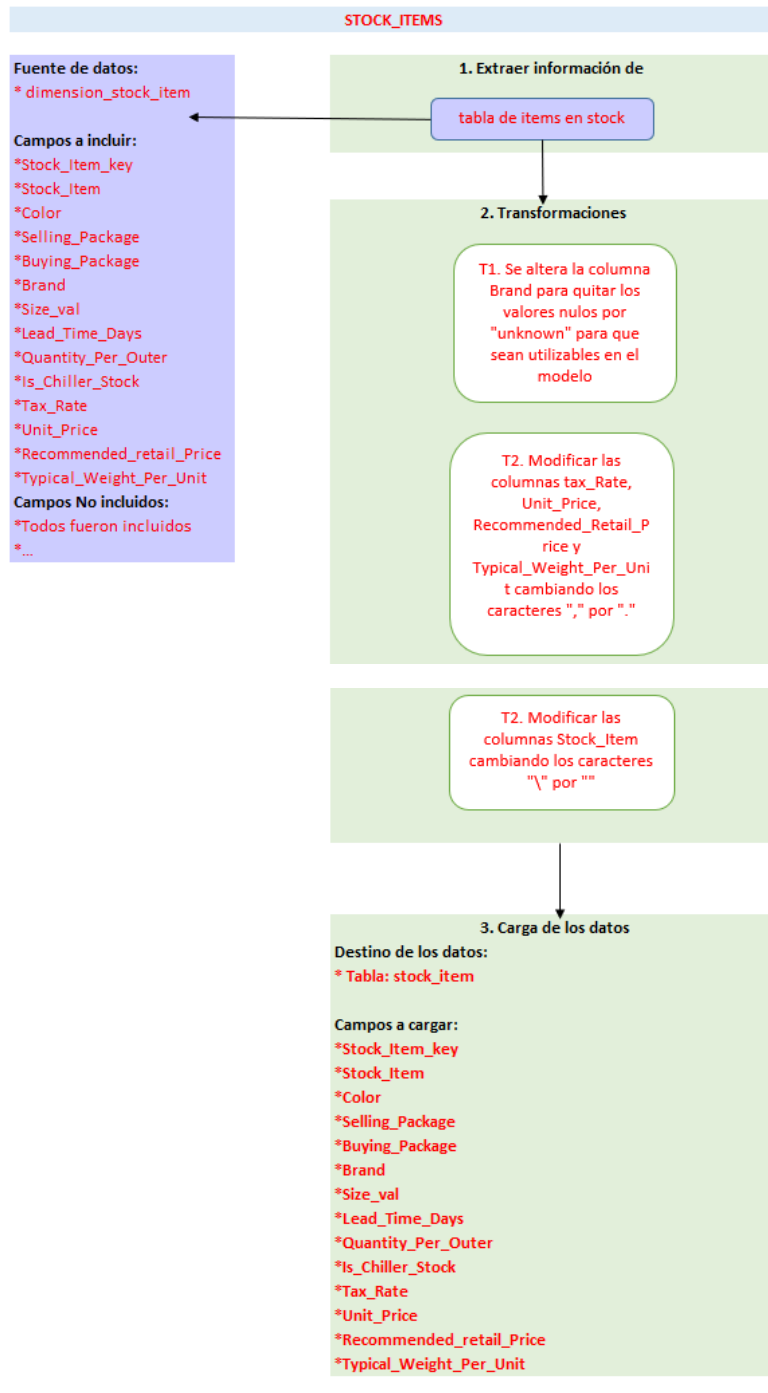 STOCK_ITEMS
Fuente de datos:
* dimension_stock_item
Campos a incluir:
*Stock_Item_key
*Stock_Item
*Color
*Selling_Package
*Buying_Package
*Brand
*Size_val
*Lead_Time_Days
*Quantity_Per_Outer
*Is_Chiller_Stock
*Tax_Rate
*Unit_Price
*Recommended_retail_Price
*Typical_Weight_Per_Unit
Campos No incluidos:
*Todos fueron incluidos
*...
1. Extraer información de
tabla de items en stock
2. Transformaciones
T1. Se altera la columna
Brand para quitar los
valores nulos por
"unknown" para que
sean utilizables en el
modelo
T2. Modificar las
columnas tax_Rate,
Unit_Price,
Recommended_Retail_P
rice y
Typical_Weight_Per_Uni
t cambiando los
caracteres "," por "."
T2. Modificar las
columnas Stock_Item
cambiando los caracteres
"\" por ""
3. Carga de los datos
Destino de los datos:
* Tabla: stock_item
Campos a cargar:
*Stock_Item_key
*Stock_Item
*Color
*Selling_Package
*Buying_Package
*Brand
*Size_val
*Lead_Time_Days
*Quantity_Per_Outer
*Is_Chiller_Stock
*Tax_Rate
*Unit_Price
*Recommended_retail_Price
*Typical_Weight_Per_Unit